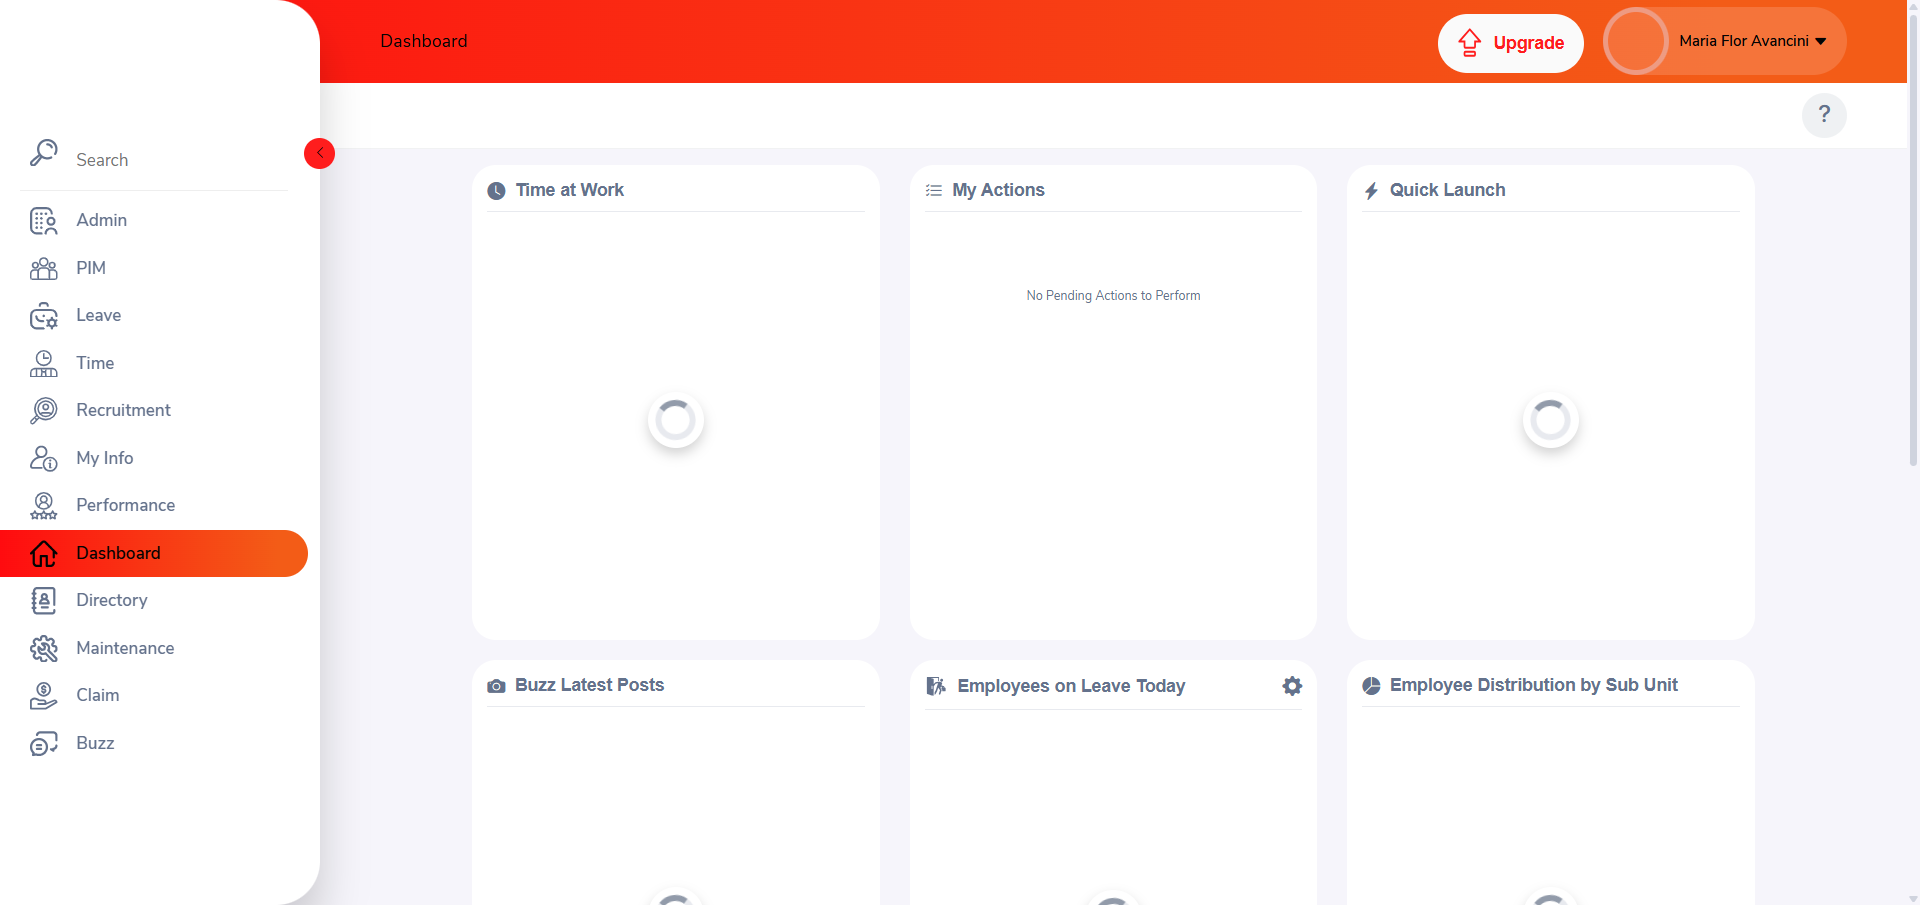 Dashboard
Upgrade
Maria Flor Avancini
?
Search
Admin
PIM
Leave
Time
Recruitment
My Info
Performance
Dashboard
Directory
Maintenance
Claim
Buzz
Time at Work
My Actions
Quick Launch
No Pending Actions to Perform
Buzz Latest Posts
Employees on Leave Today
Employee Distribution by Sub Unit